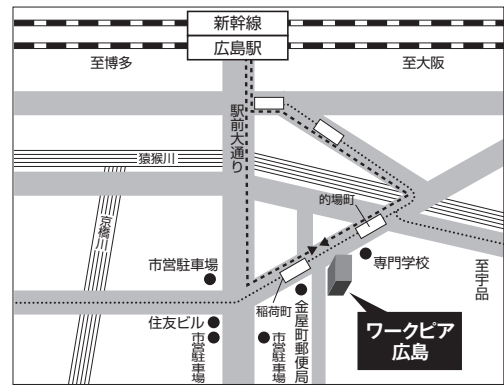 新幹線
広島駅
至博多
至大阪
駅前大通り
猿猴川
京橋川
的場町
市営駐車場
専門学校
至宇品
稲荷町
金屋町郵便局
住友ビル
市営駐車場
市営駐車場
ワークピア
広島